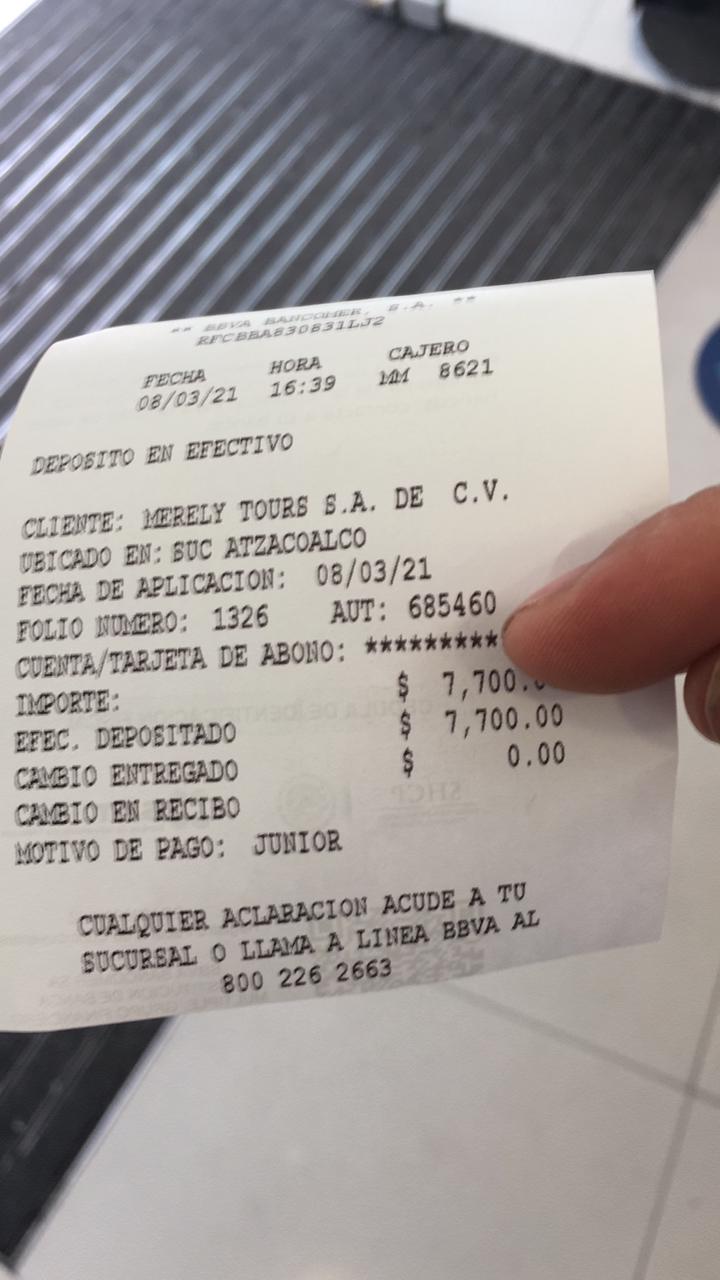 ** BBVA BANCOMER, S.A. **
RFCBBA830831LJ2
FECHA HORA CAJERO
08/03/21 16:39 MM 8621
DEPOSITO EN EFECTIVO
CLIENTE: MERELY TOURS S.A. DE C.V.
UBICADO EN: SUC ATZACOALCO
FECHA DE APLICACION: 08/03/21
FOLIO NUMERO: 1326 AUT: 685460
CUENTA/TARJETA DE ABONO: *********
IMPORTE: $ 7,700.
EFEC. DEPOSITADO $ 7,700.00
CAMBIO ENTREGADO $ 0.00
CAMBIO EN RECIBO
MOTIVO DE PAGO: JUNIOR
CUALQUIER ACLARACION ACUDE A TU
SUCURSAL O LLAMA A LINEA BBVA AL
800 226 2663